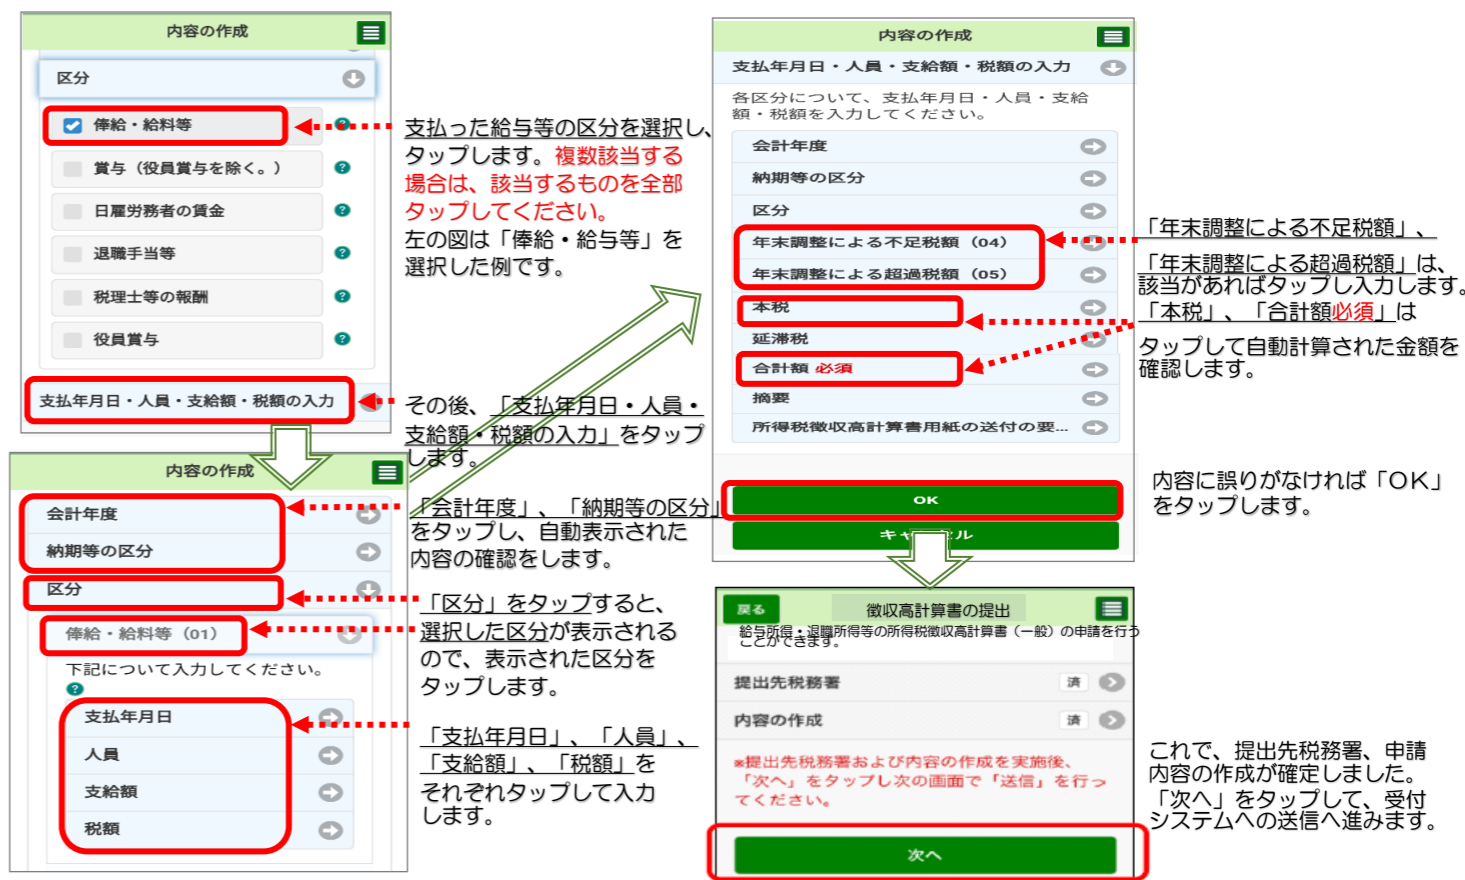 内容の作成
区分
俸給・給料等
賞与（役員賞与を除く。）
日雇労務者の賃金
退職手当等
税理士等の報酬
役員賞与
支払年月日・人員・支給額・税額の入力
支払った給与等の区分を選択し、
タップします。複数該当する
場合は、該当するものを全部
タップしてください。
左の図は「俸給・給与等」を
選択した例です。
その後、「支払年月日・人員・
支給額・税額の入力」をタップ
します。
内容の作成
会計年度
納期等の区分
区分
俸給・給料等（01）
下記について入力してください。
支払年月日
人員
支給額
税額
「会計年度」、「納期等の区分」
をタップし、自動表示された
内容の確認をします。
「区分」をタップすると、
選択した区分が表示される
ので、表示された区分を
タップします。
「支払年月日」、「人員」、
「支給額」、「税額」を
それぞれタップして入力
します。
内容の作成
支払年月日・人員・支給額・税額の入力
各区分について、支払年月日・人員・支給
額・税額を入力してください。
会計年度
納期等の区分
区分
年末調整による不足税額（04）
年末調整による超過税額（05）
本税
延滞税
合計額 必須
摘要
所得税徴収高計算書用紙の送付の要...
OK
「年末調整による不足税額」、
「年末調整による超過税額」は、
該当があればタップし入力します。
「本税」、「合計額必須」は
タップして自動計算された金額を
確認します。
内容に誤りがなければ「OK」
をタップします。
戻る
徴収高計算書の提出
給与所得・退職所得等の所得税徴収高計算書（一般）の申請を行う
ことができます。
提出先税務署 済
内容の作成 済
※提出先税務署および内容の作成を実施後、
「次へ」をタップし次の画面で「送信」を行っ
てください。
次へ
これで、提出先税務署、申請
内容の作成が確定しました。
「次へ」をタップして、受付
システムへの送信へ進みます。